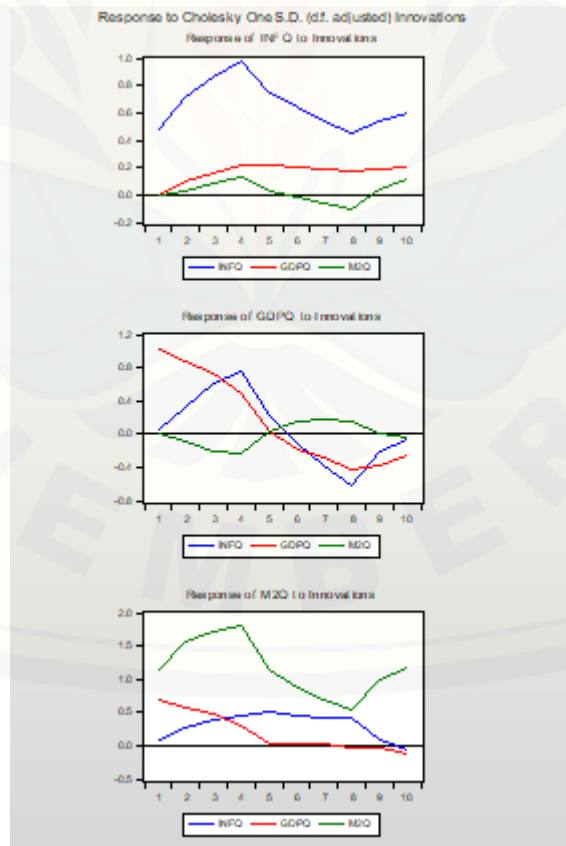 Response to Cholesky One S.D. (d.f. adjusted) Innovations
Response of INFQ to Innovations
1.0
0.8
0.6
0.4
0.2
0.0
-0.2
1 2 3 4 5 6 7 8 9 10
INFQ GDPQ M2Q
Response of GDPQ to Innovations
1.2
0.8
0.4
0.0
-0.4
-0.8
1 2 3 4 5 6 7 8 9 10
INFQ GDPQ M2Q
Response of M2Q to Innovations
2.0
1.5
1.0
0.5
0.0
-0.5
1 2 3 4 5 6 7 8 9 10
INFQ GDPQ M2Q